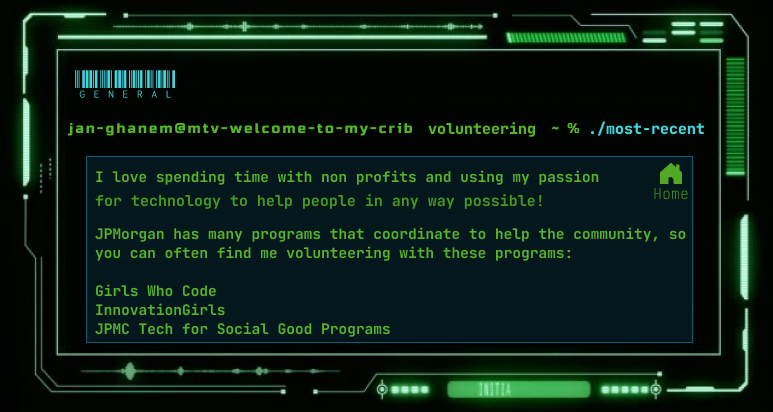 GENERAL
jan-ghanem@mtv-welcome-to-my-crib volunteering ~ % ./most-recent
I love spending time with non profits and using my passion
for technology to help people in any way possible!
Home
JPMorgan has many programs that coordinate to help the community, so
you can often find me volunteering with these programs:
Girls Who Code
InnovationGirls
JPMC Tech for Social Good Programs
INITIA